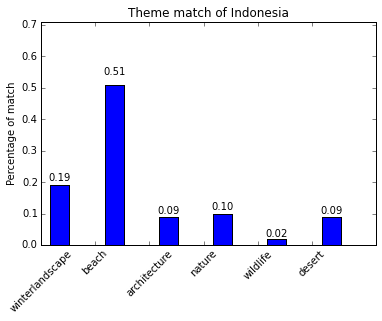 Theme match of Indonesia
Percentage of match
0.7
0.6
0.5
0.4
0.3
0.2
0.1
0.0
0.19
0.51
0.09
0.10
0.02
0.09
winterlandscape
beach
architecture
nature
wildlife
desert